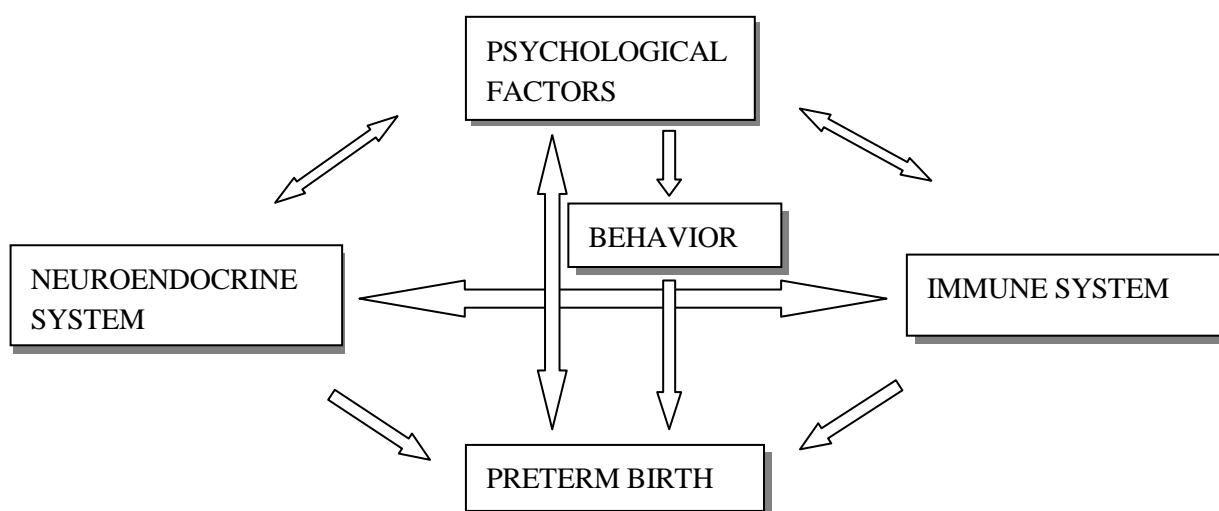 PSYCHOLOGICAL
FACTORS
BEHAVIOR
NEUROENDOCRINE
SYSTEM
IMMUNE SYSTEM
PRETERM BIRTH